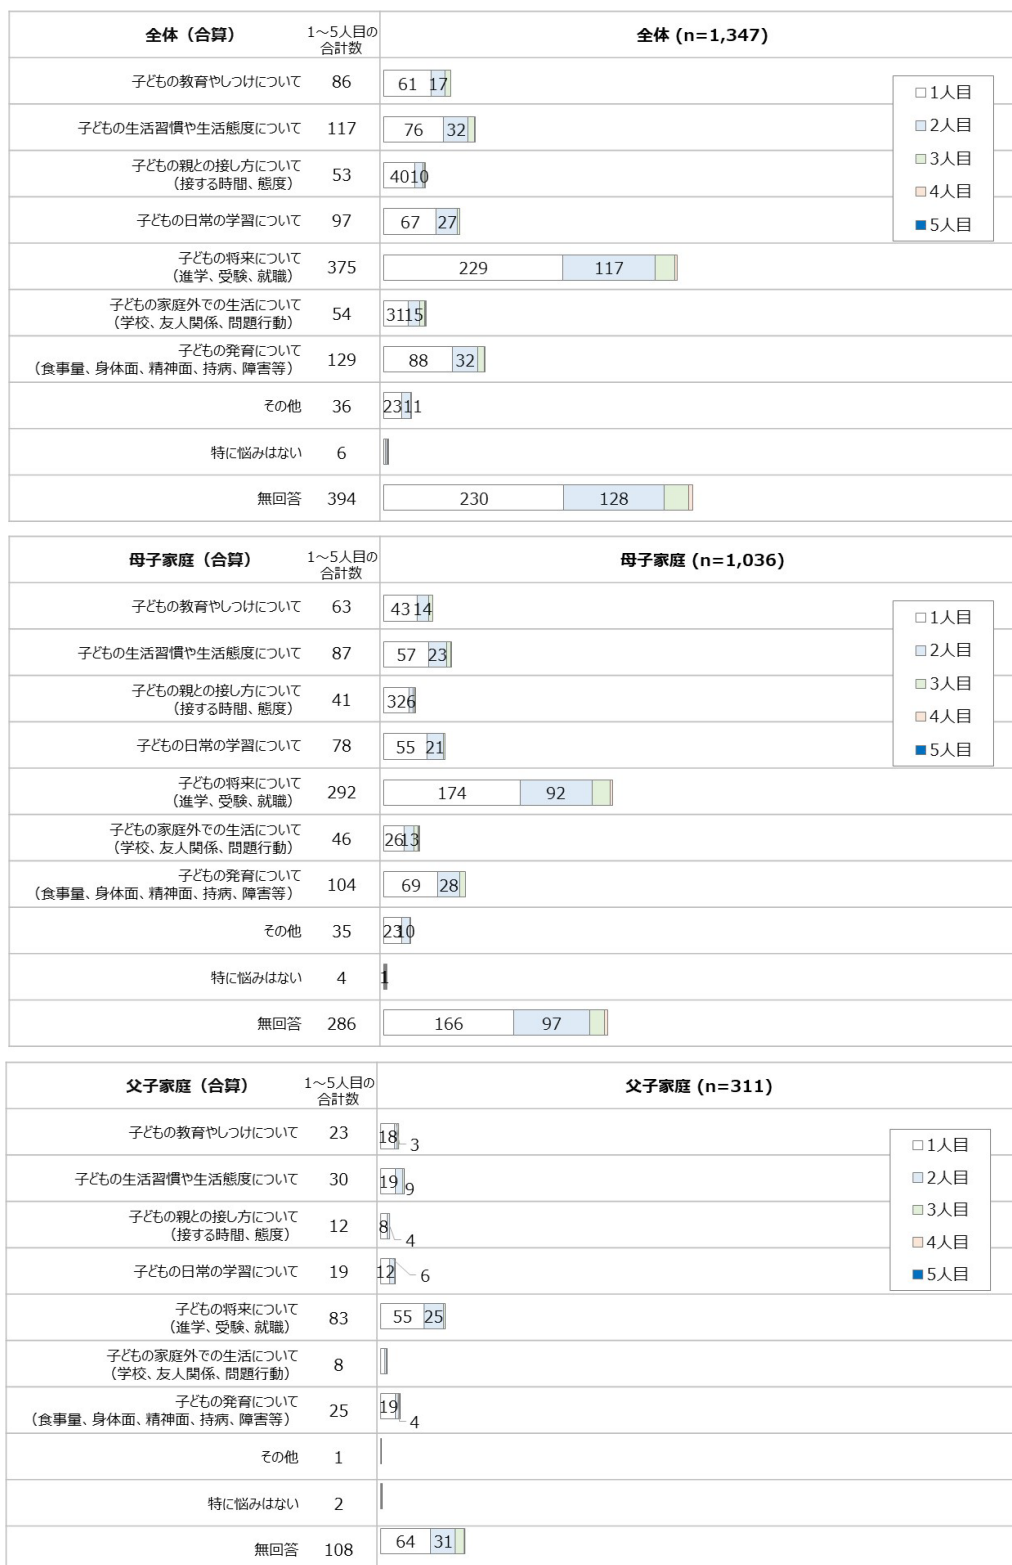 全体（合算） 1～5人目の合計数 全体 (n=1,347)
子どもの教育やしつけについて 86 61 17
□1人目
子どもの生活習慣や生活態度について 117 76 32
□2人目
子どもの親との接し方について
（接する時間、態度） 53 40 10
□3人目
□4人目
子どもの日常の学習について 97 67 27
■5人目
子どもの将来について
（進学、受験、就職） 375 229 117
子どもの家庭外での生活について
（学校、友人関係、問題行動） 54 31 15
子どもの発育について
（食事量、身体面、精神面、持病、障害等） 129 88 32
その他 36 23 11
特に悩みはない 6
無回答 394 230 128
母子家庭（合算） 1～5人目の合計数 母子家庭 (n=1,036)
子どもの教育やしつけについて 63 43 14
□1人目
子どもの生活習慣や生活態度について 87 57 23
□2人目
子どもの親との接し方について
（接する時間、態度） 41 32 6
□3人目
□4人目
子どもの日常の学習について 78 55 21
■5人目
子どもの将来について
（進学、受験、就職） 292 174 92
子どもの家庭外での生活について
（学校、友人関係、問題行動） 46 26 13
子どもの発育について
（食事量、身体面、精神面、持病、障害等） 104 69 28
その他 35 23 10
特に悩みはない 4 1
無回答 286 166 97
父子家庭（合算） 1～5人目の合計数 父子家庭 (n=311)
子どもの教育やしつけについて 23 18 3
□1人目
子どもの生活習慣や生活態度について 30 19 9
□2人目
子どもの親との接し方について
（接する時間、態度） 12 8 4
□3人目
□4人目
子どもの日常の学習について 19 12 6
■5人目
子どもの将来について
（進学、受験、就職） 83 55 25
子どもの家庭外での生活について
（学校、友人関係、問題行動） 8
子どもの発育について
（食事量、身体面、精神面、持病、障害等） 25 19 4
その他 1
特に悩みはない 2
無回答 108 64 31